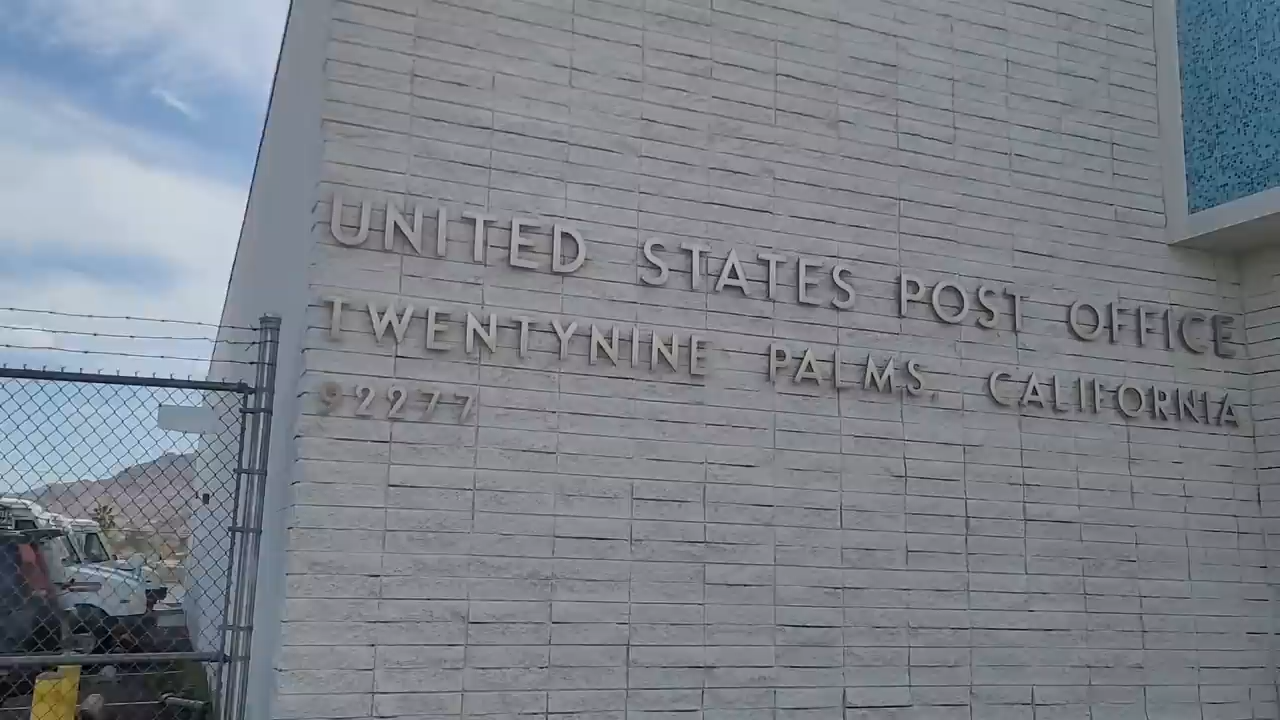 UNITED STATES POST OFFICE
TWENTYNINE PALMS, CALIFORNIA
92277